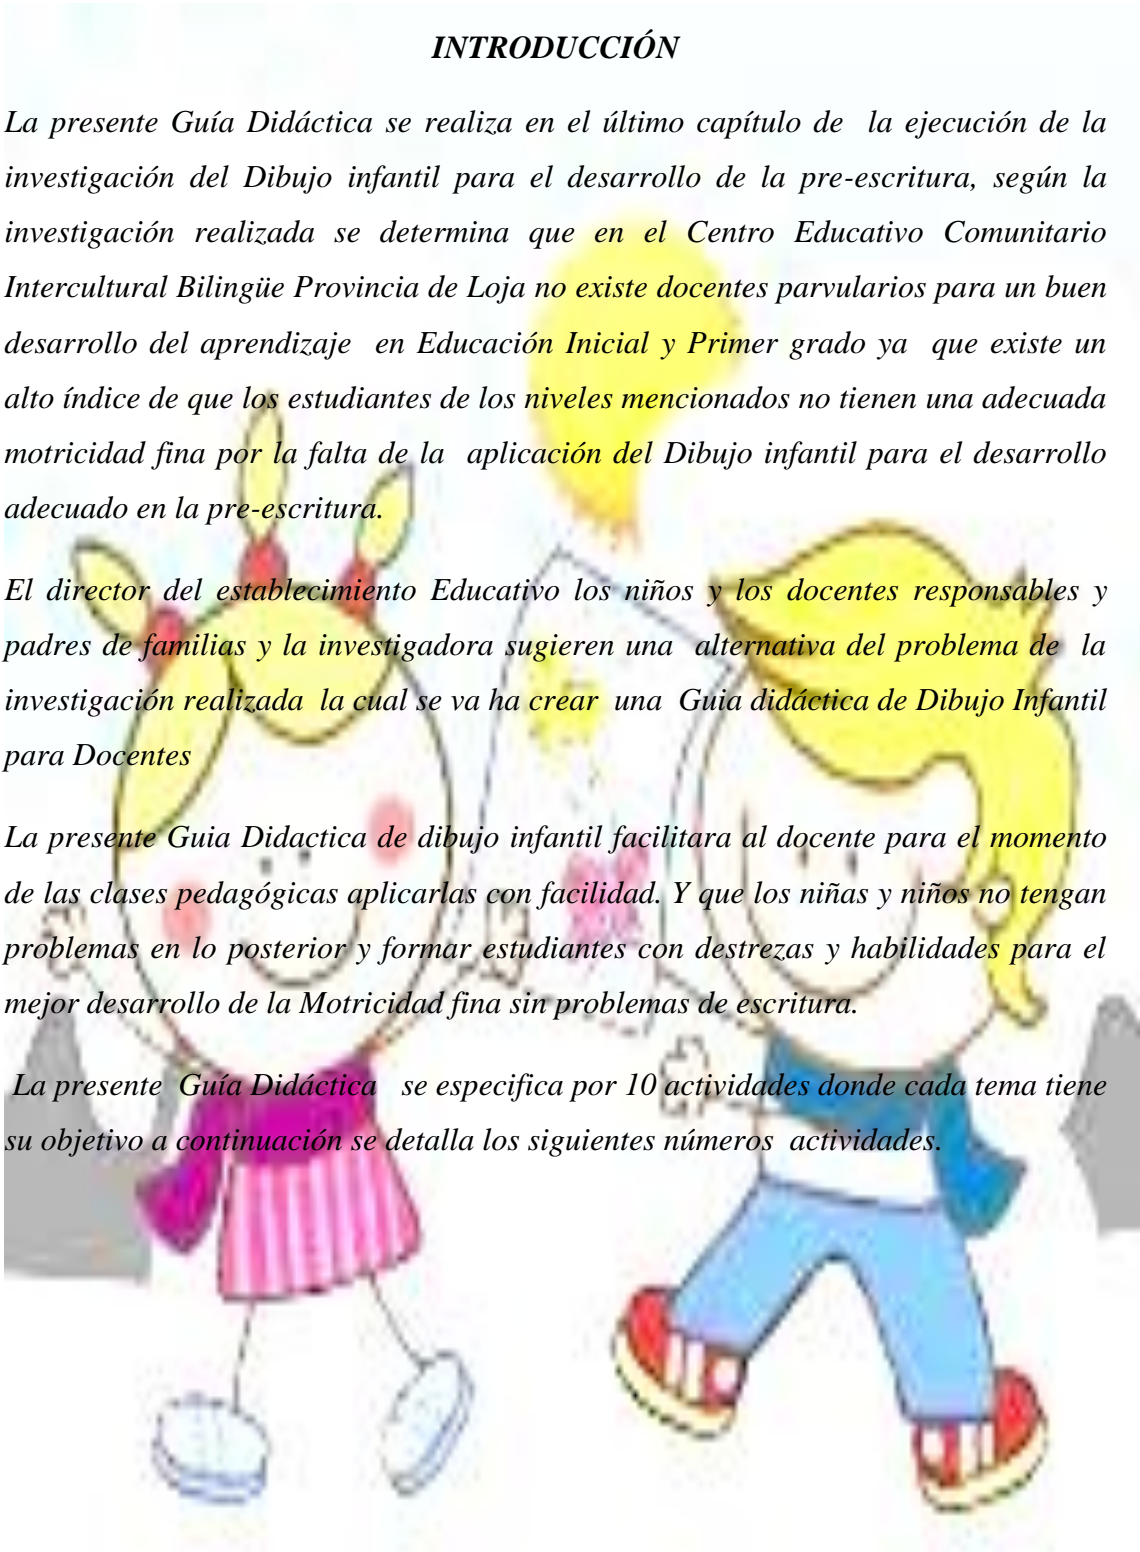 INTRODUCCIÓN
La presente Guía Didáctica se realiza en el último capítulo de la ejecución de la
investigación del Dibujo infantil para el desarrollo de la pre-escritura, según la
investigación realizada se determina que en el Centro Educativo Comunitario
Intercultural Bilingüe Provincia de Loja no existe docentes parvularios para un buen
desarrollo del aprendizaje en Educación Inicial y Primer grado ya que existe un
alto índice de que los estudiantes de los niveles mencionados no tienen una adecuada
motricidad fina por la falta de la aplicación del Dibujo infantil para el desarrollo
adecuado en la pre-escritura.
El director del establecimiento Educativo los niños y los docentes responsables y
padres de familias y la investigadora sugieren una alternativa del problema de la
investigación realizada la cual se va ha crear una Guia didáctica de Dibujo Infantil
para Docentes
La presente Guia Didactica de dibujo infantil facilitara al docente para el momento
de las clases pedagógicas aplicarlas con facilidad. Y que los niñas y niños no tengan
problemas en lo posterior y formar estudiantes con destrezas y habilidades para el
mejor desarrollo de la Motricidad fina sin problemas de escritura.
La presente Guía Didáctica se especifica por 10 actividades donde cada tema tiene
su objetivo a continuación se detalla los siguientes números actividades.